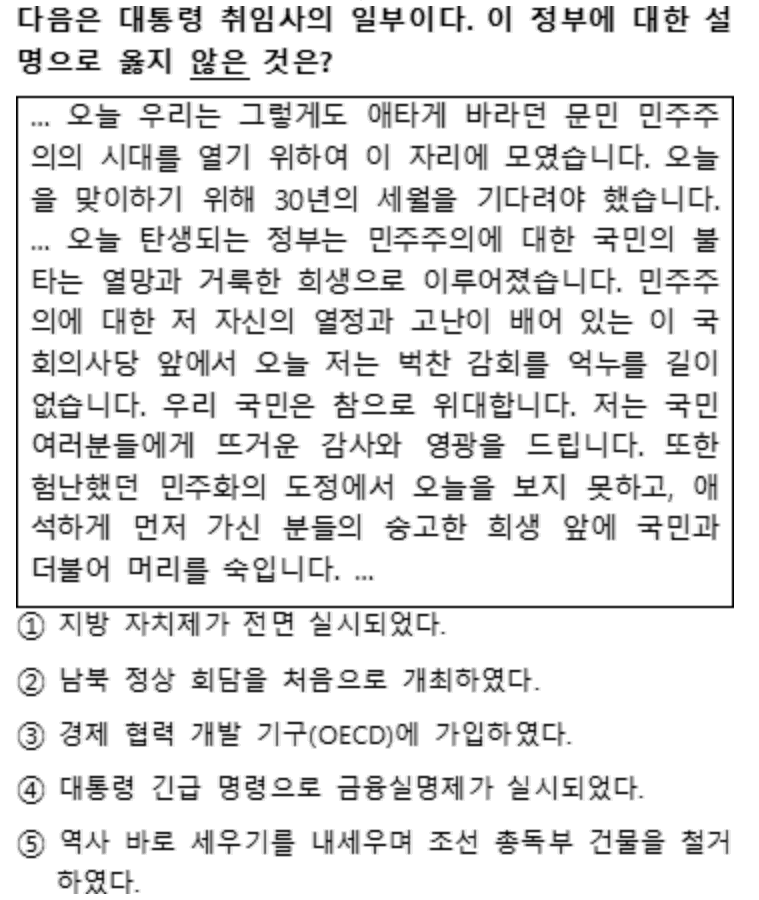 다음은 대통령 취임사의 일부이다. 이 정부에 대한 설
명으로 옳지 않은 것은?
... 오늘 우리는 그렇게도 애타게 바라던 문민 민주주
의의 시대를 열기 위하여 이 자리에 모였습니다. 오늘
을 맞이하기 위해 30년의 세월을 기다려야 했습니다.
... 오늘 탄생되는 정부는 민주주의에 대한 국민의 불
타는 열망과 거룩한 희생으로 이루어졌습니다. 민주주
의에 대한 저 자신의 열정과 고난이 배어 있는 이 국
회의사당 앞에서 오늘 저는 벅찬 감회를 억누를 길이
없습니다. 우리 국민은 참으로 위대합니다. 저는 국민
여러분들에게 뜨거운 감사와 영광을 드립니다. 또한
험난했던 민주화의 도정에서 오늘을 보지 못하고, 애
석하게 먼저 가신 분들의 숭고한 희생 앞에 국민과
더불어 머리를 숙입니다. ...
① 지방 자치제가 전면 실시되었다.
② 남북 정상 회담을 처음으로 개최하였다.
③ 경제 협력 개발 기구(OECD)에 가입하였다.
④ 대통령 긴급 명령으로 금융실명제가 실시되었다.
⑤ 역사 바로 세우기를 내세우며 조선 총독부 건물을 철거
하였다.